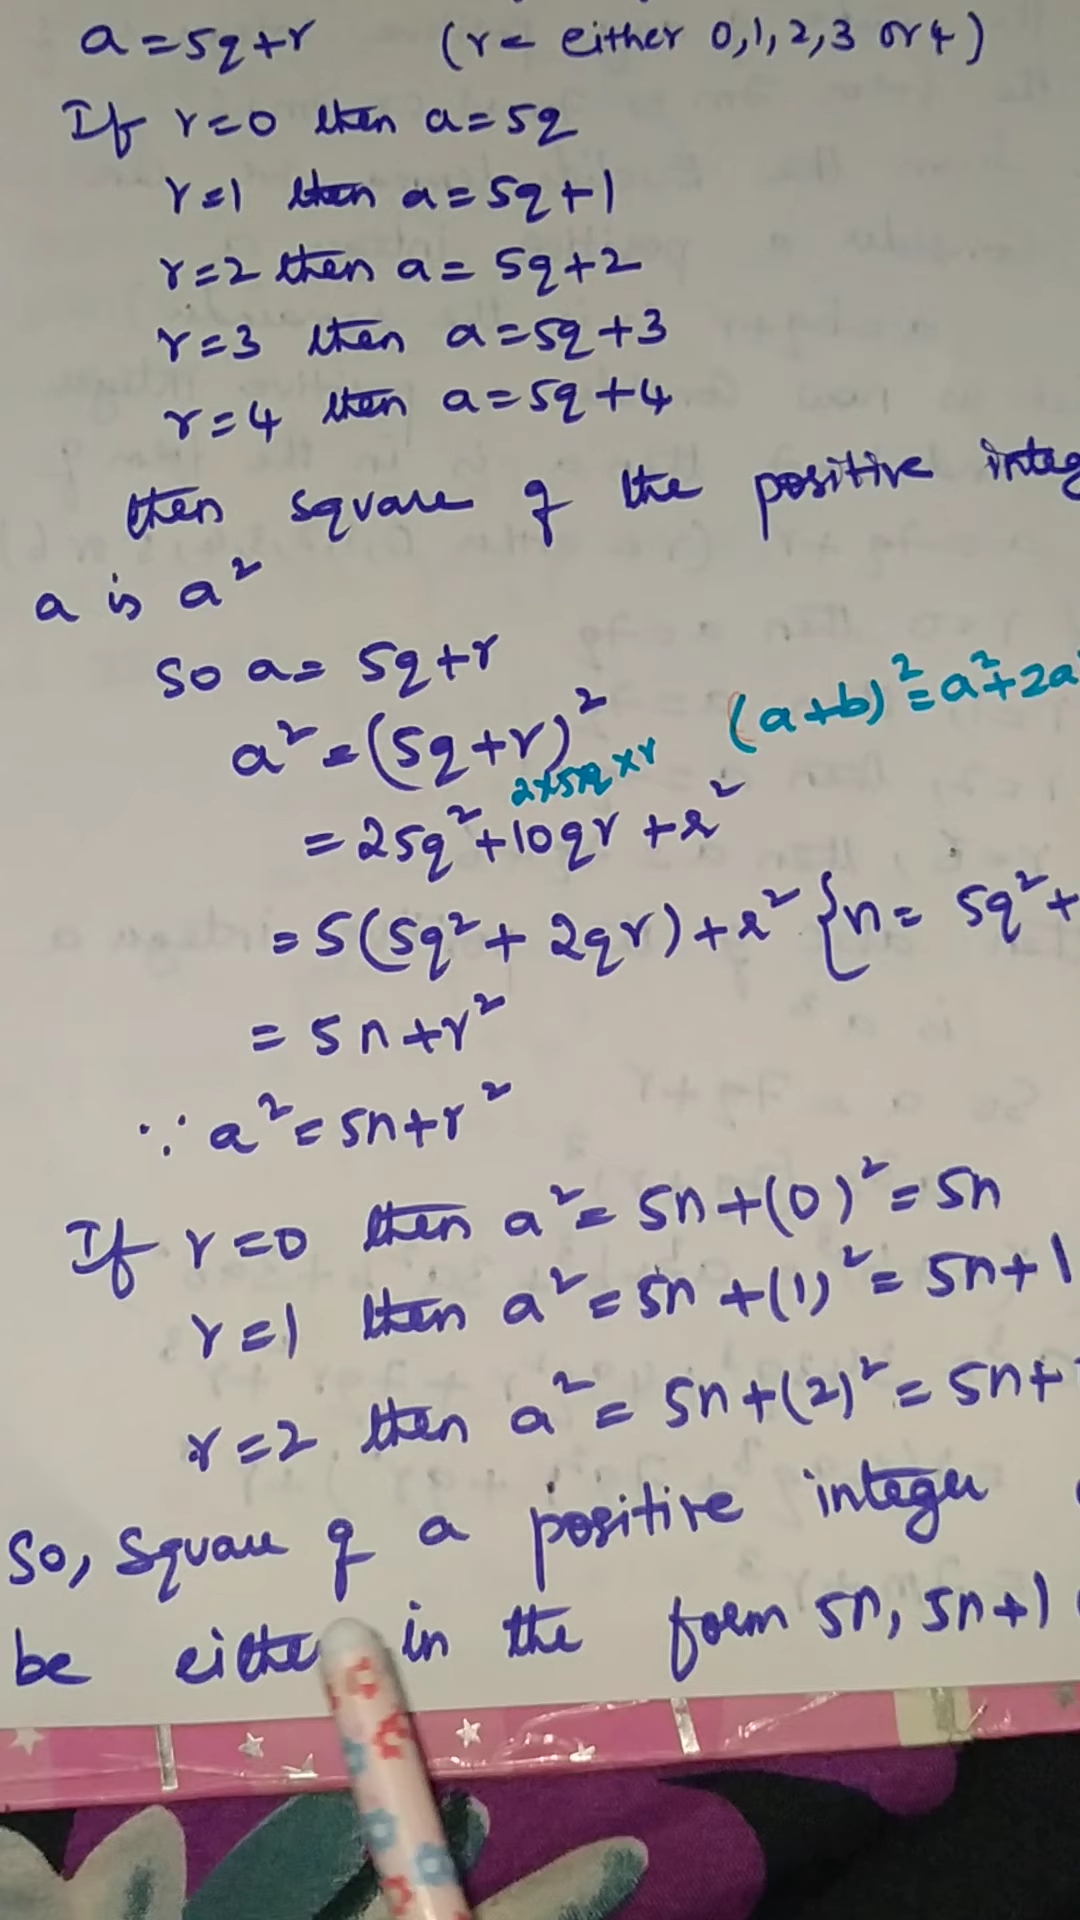 a = 5q+r (r = either 0,1,2,3 or 4)
If r=0 then a=5q
r=1 then a=5q+1
r=2 then a=5q+2
r=3 then a=5q+3
r=4 then a=5q+4
then square of the positive integ
a is a²
So a= 5q+r
(a+b)²=a²+2a
a² = (5q+r)²
2×5q×r
= 25q²+10qr+r²
= 5(5q²+2qr)+r² {n= 5q²+
= 5n+r²
∵ a²=5n+r²
If r=0 then a²=5n+(0)²=5n
r=1 then a²=5n+(1)²=5n+1
r=2 then a²=5n+(2)²=5n+
So, Square of a positive integer
be either in the form 5n, 5n+1